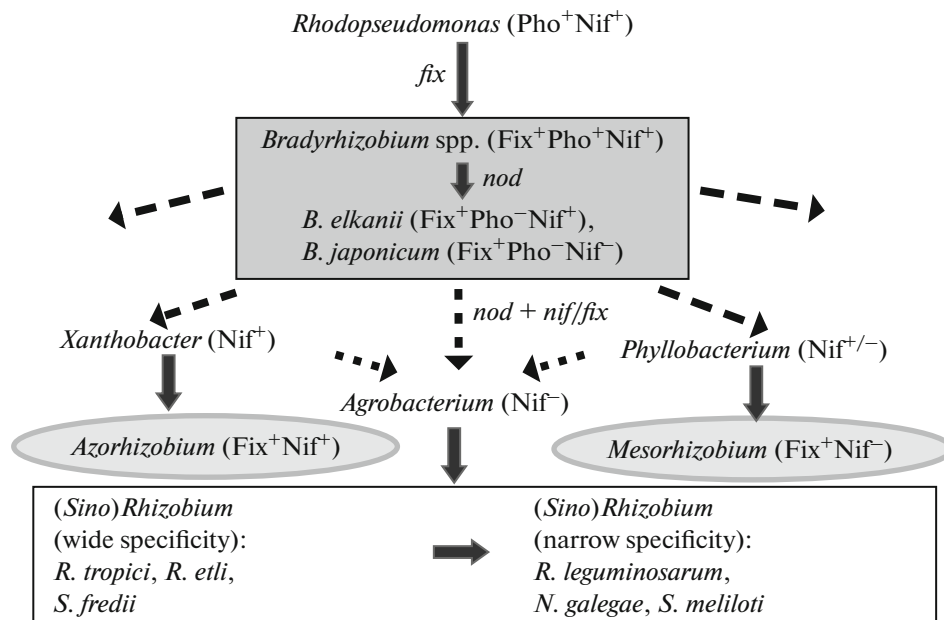 Rhodopseudomonas (Pho⁺Nif⁺)
fix
Bradyrhizobium spp. (Fix⁺Pho⁺Nif⁺)
nod
B. elkanii (Fix⁺Pho⁻Nif⁺),
B. japonicum (Fix⁺Pho⁻Nif⁻)
nod + nif/fix
Xanthobacter (Nif⁺)
Phyllobacterium (Nif⁺/⁻)
Agrobacterium (Nif⁻)
Azorhizobium (Fix⁺Nif⁺)
Mesorhizobium (Fix⁺Nif⁻)
(Sino)Rhizobium
(wide specificity):
R. tropici, R. etli,
S. fredii
(Sino)Rhizobium
(narrow specificity):
R. leguminosarum,
N. galegae, S. meliloti